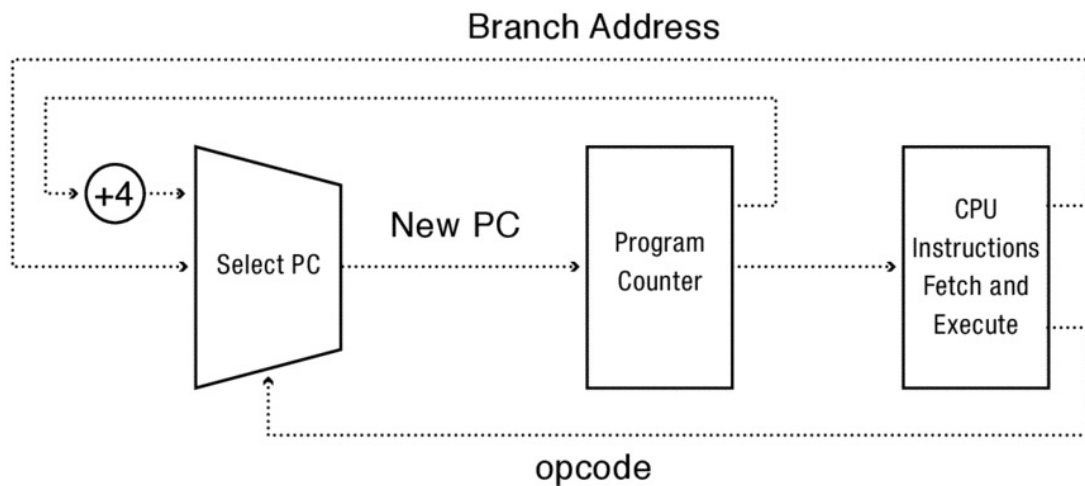 Branch Address
+4
Select PC
New PC
Program
Counter
CPU
Instructions
Fetch and
Execute
opcode